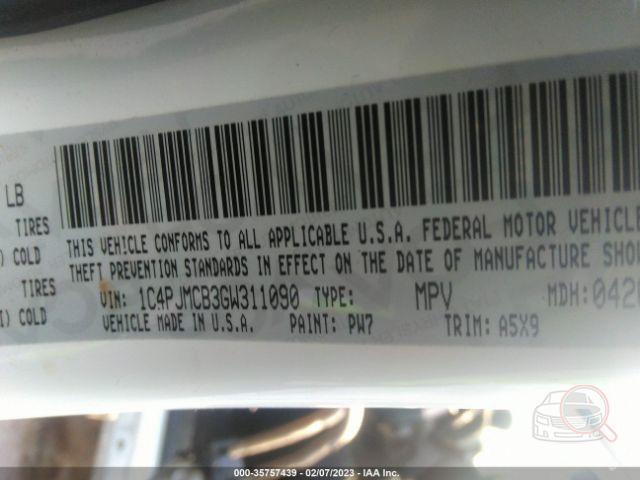 LB
TIRES
) COLD
THIS VEHICLE CONFORMS TO ALL APPLICABLE U.S.A. FEDERAL MOTOR VEHICLE
THEFT PREVENTION STANDARDS IN EFFECT ON THE DATE OF MANUFACTURE SHO
TIRES
I) COLD
VIN: 1C4PJMCB3GW311090 TYPE: MPV MDH: 042
VEHICLE MADE IN U.S.A. PAINT: PW7 TRIM: A5X9
000-35757439 - 02/07/2023 - IAA Inc.